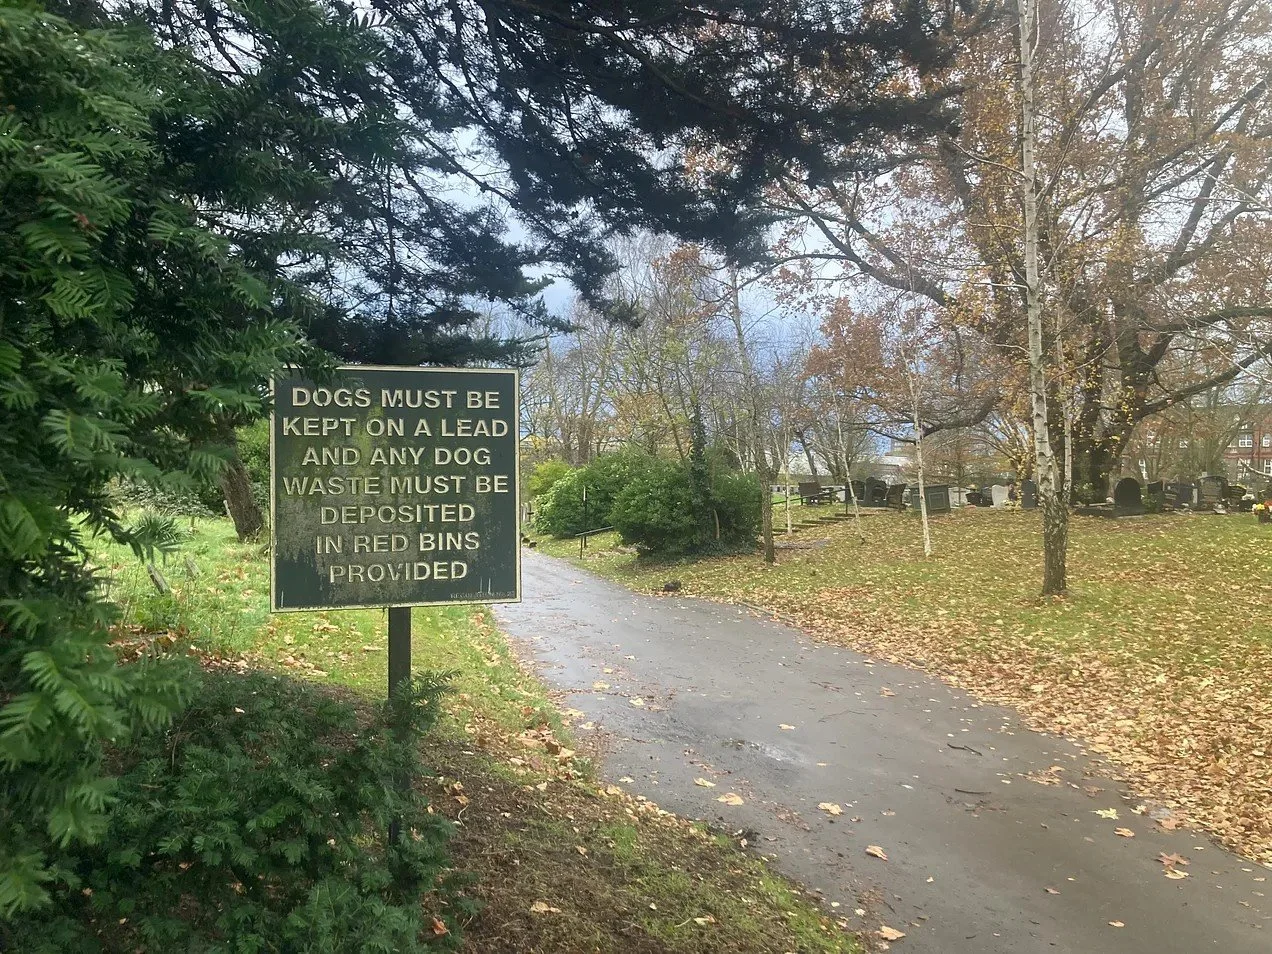 DOGS MUST BE
KEPT ON A LEAD
AND ANY DOG
WASTE MUST BE
DEPOSITED
IN RED BINS
PROVIDED